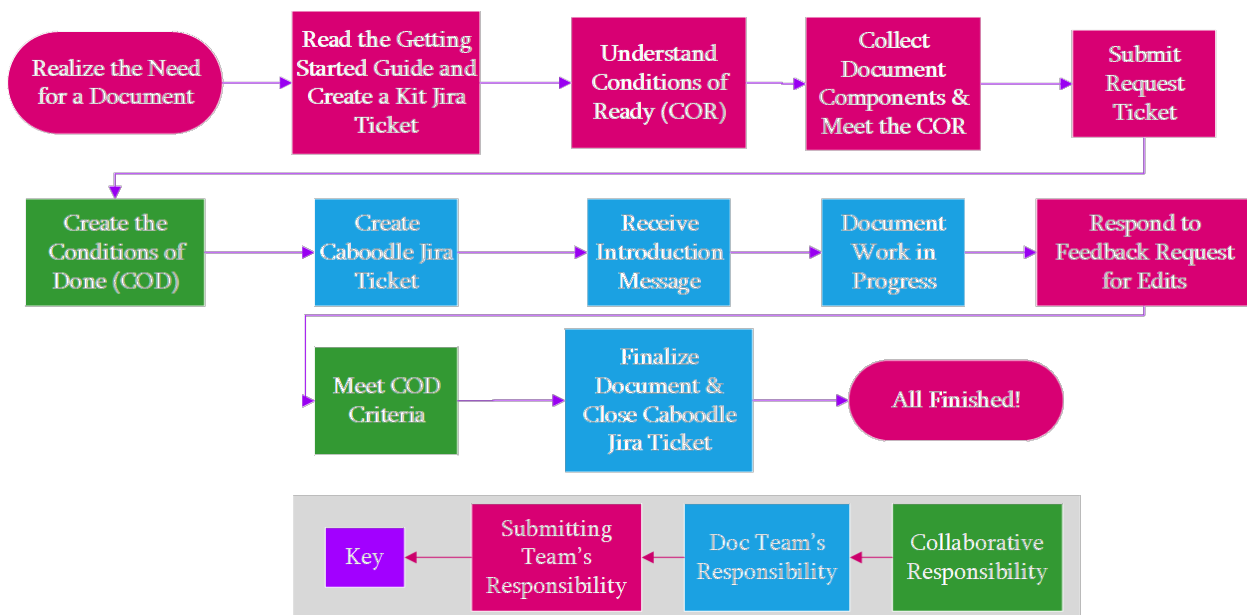 Realize the Need
for a Document
Read the Getting
Started Guide and
Create a Kit Jira
Ticket
Understand
Conditions of
Ready (COR)
Collect
Document
Components &
Meet the COR
Submit
Request
Ticket
Create the
Conditions of
Done (COD)
Create
Caboodle Jira
Ticket
Receive
Introduction
Message
Document
Work in
Progress
Respond to
Feedback Request
for Edits
Meet COD
Criteria
Finalize
Document &
Close Caboodle
Jira Ticket
All Finished!
Key
Submitting
Team's
Responsibility
Doc Team's
Responsibility
Collaborative
Responsibility